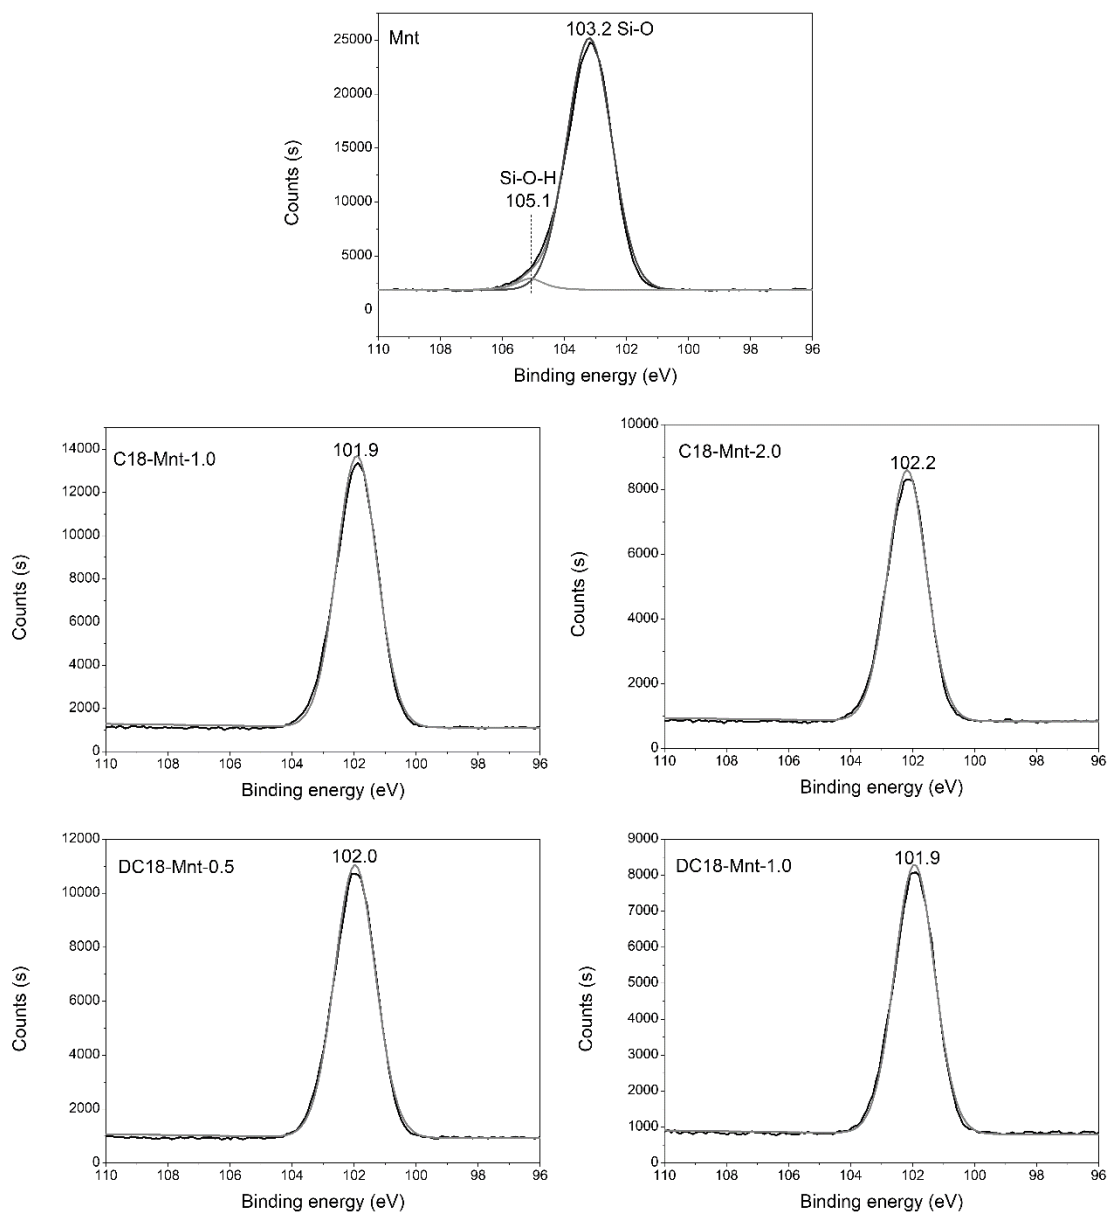 Mnt
103.2 Si-O
Si-O-H
105.1
25000
20000
15000
10000
5000
0
Counts (s)
110 108 106 104 102 100 98 96
Binding energy (eV)
C18-Mnt-1.0
101.9
14000
12000
10000
8000
6000
4000
2000
0
Counts (s)
110 108 106 104 102 100 98 96
Binding energy (eV)
C18-Mnt-2.0
102.2
10000
8000
6000
4000
2000
0
Counts (s)
110 108 106 104 102 100 98 96
Binding energy (eV)
DC18-Mnt-0.5
102.0
12000
10000
8000
6000
4000
2000
0
Counts (s)
110 108 106 104 102 100 98 96
Binding energy (eV)
DC18-Mnt-1.0
101.9
9000
8000
7000
6000
5000
4000
3000
2000
1000
0
Counts (s)
110 108 106 104 102 100 98 96
Binding energy (eV)